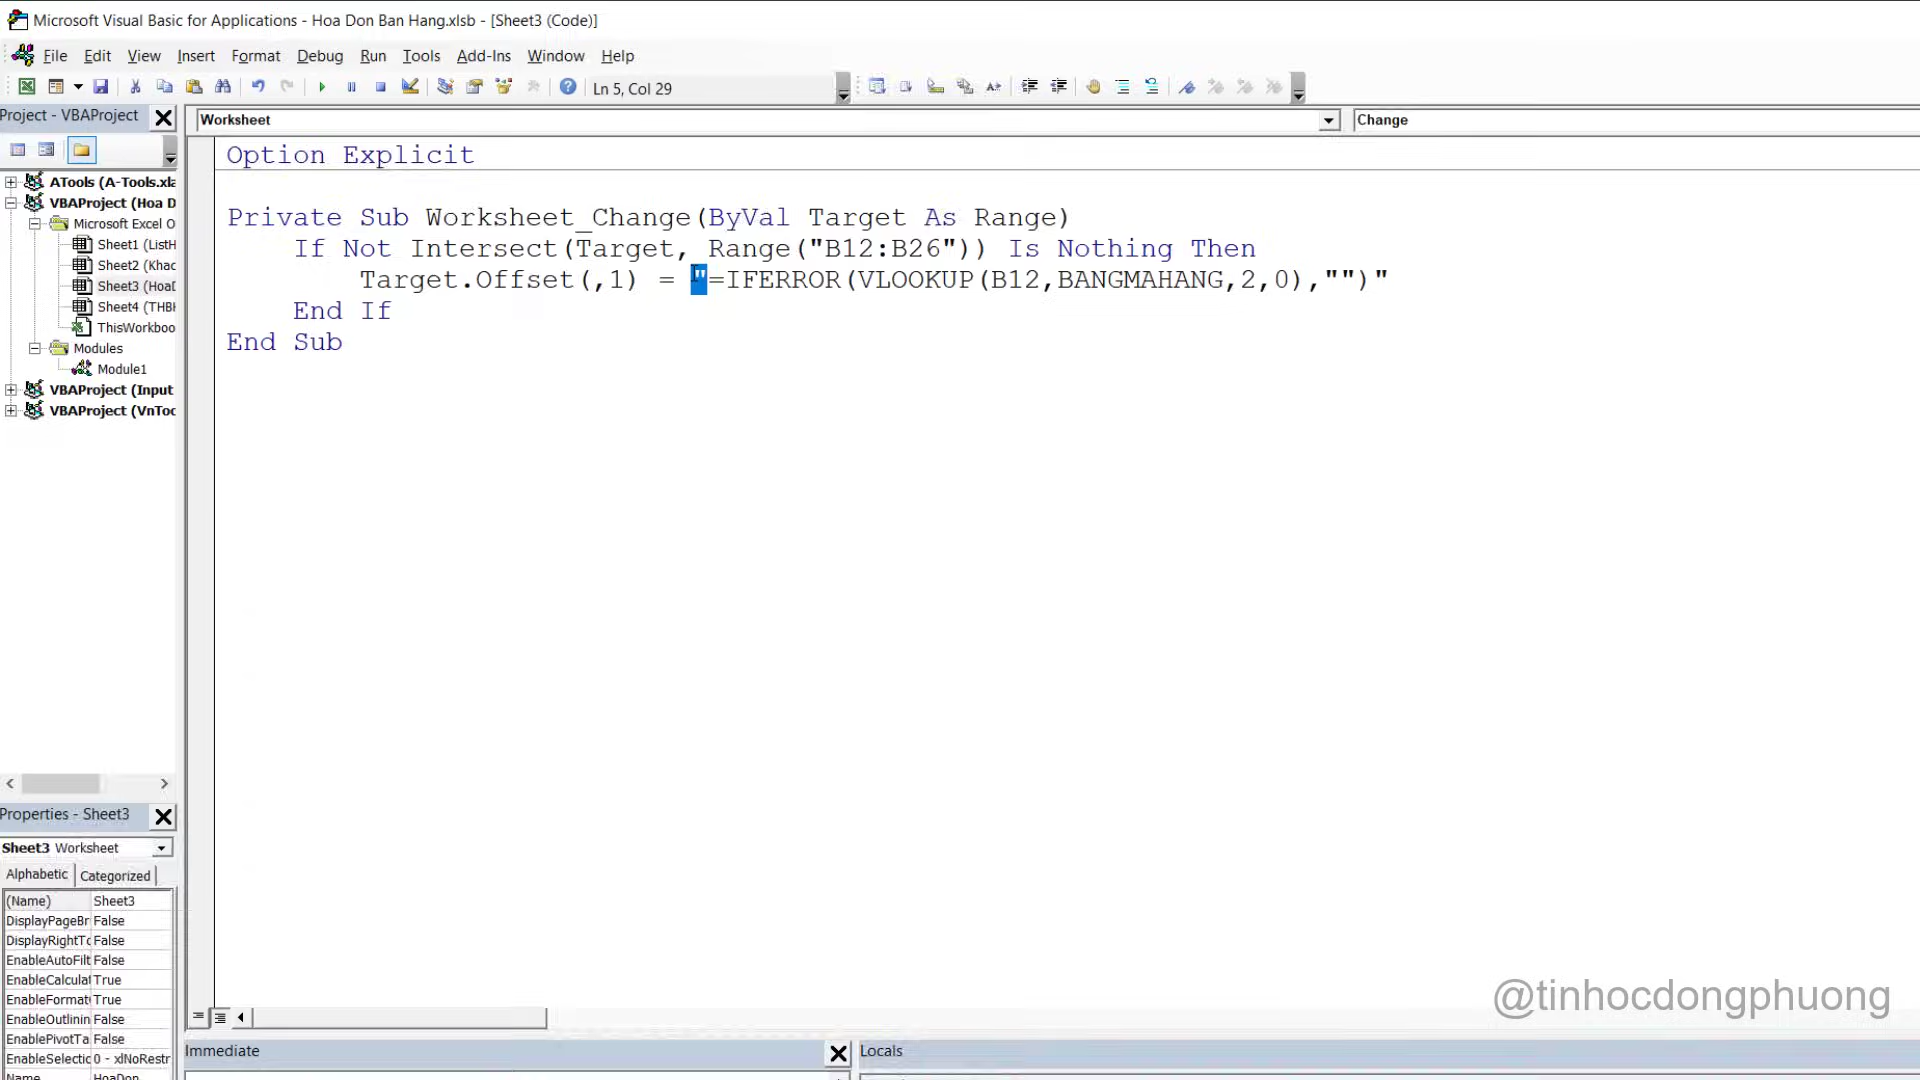 Microsoft Visual Basic for Applications - Hoa Don Ban Hang.xlsb - [Sheet3 (Code)]
File Edit View Insert Format Debug Run Tools Add-Ins Window Help
Ln 5, Col 29
Project - VBAProject
Worksheet
Change
ATools (A-Tools.xla
VBAProject (Hoa D
Microsoft Excel O
Sheet1 (ListH
Sheet2 (Khac
Sheet3 (HoaD
Sheet4 (THBH
ThisWorkboo
Modules
Module1
VBAProject (Input
VBAProject (VnToo
Option Explicit
Private Sub Worksheet_Change(ByVal Target As Range)
If Not Intersect(Target, Range("B12:B26")) Is Nothing Then
Target.Offset(,1) = "=IFERROR(VLOOKUP(B12,BANGMAHANG,2,0),"")"
End If
End Sub
Properties - Sheet3
Sheet3 Worksheet
Alphabetic Categorized
(Name) Sheet3
DisplayPageBr False
DisplayRightTo False
EnableAutoFilt False
EnableCalculat True
EnableFormat True
EnableOutlinin False
EnablePivotTa False
EnableSelectio 0 - xlNoRestr
Name HoaDon
Immediate
Locals
@tinhocdongphuong